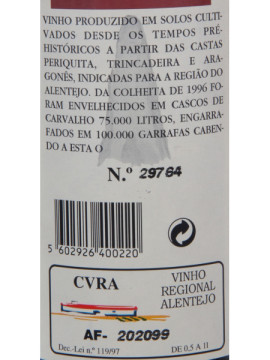 VINHO PRODUZIDO EM SOLOS CULTI-
VADOS DESDE OS TEMPOS PRÉ-
HISTÓRICOS A PARTIR DAS CASTAS
PERIQUITA, TRINCADEIRA E ARA-
GONÊS, INDICADAS PARA A REGIÃO DO
ALENTEJO. DA COLHEITA DE 1996 FO-
RAM ENVELHECIDOS EM CASCOS DE
CARVALHO 75.000 LITROS, ENGARRA-
FADOS EM 100.000 GARRAFAS CABEN-
DO A ESTA O
N.º 29764
5 602926 400220
CVRA
VINHO
REGIONAL
ALENTEJO
AF- 202099
Dec.-Lei n.º 119/97
DE 0.5 A 1l